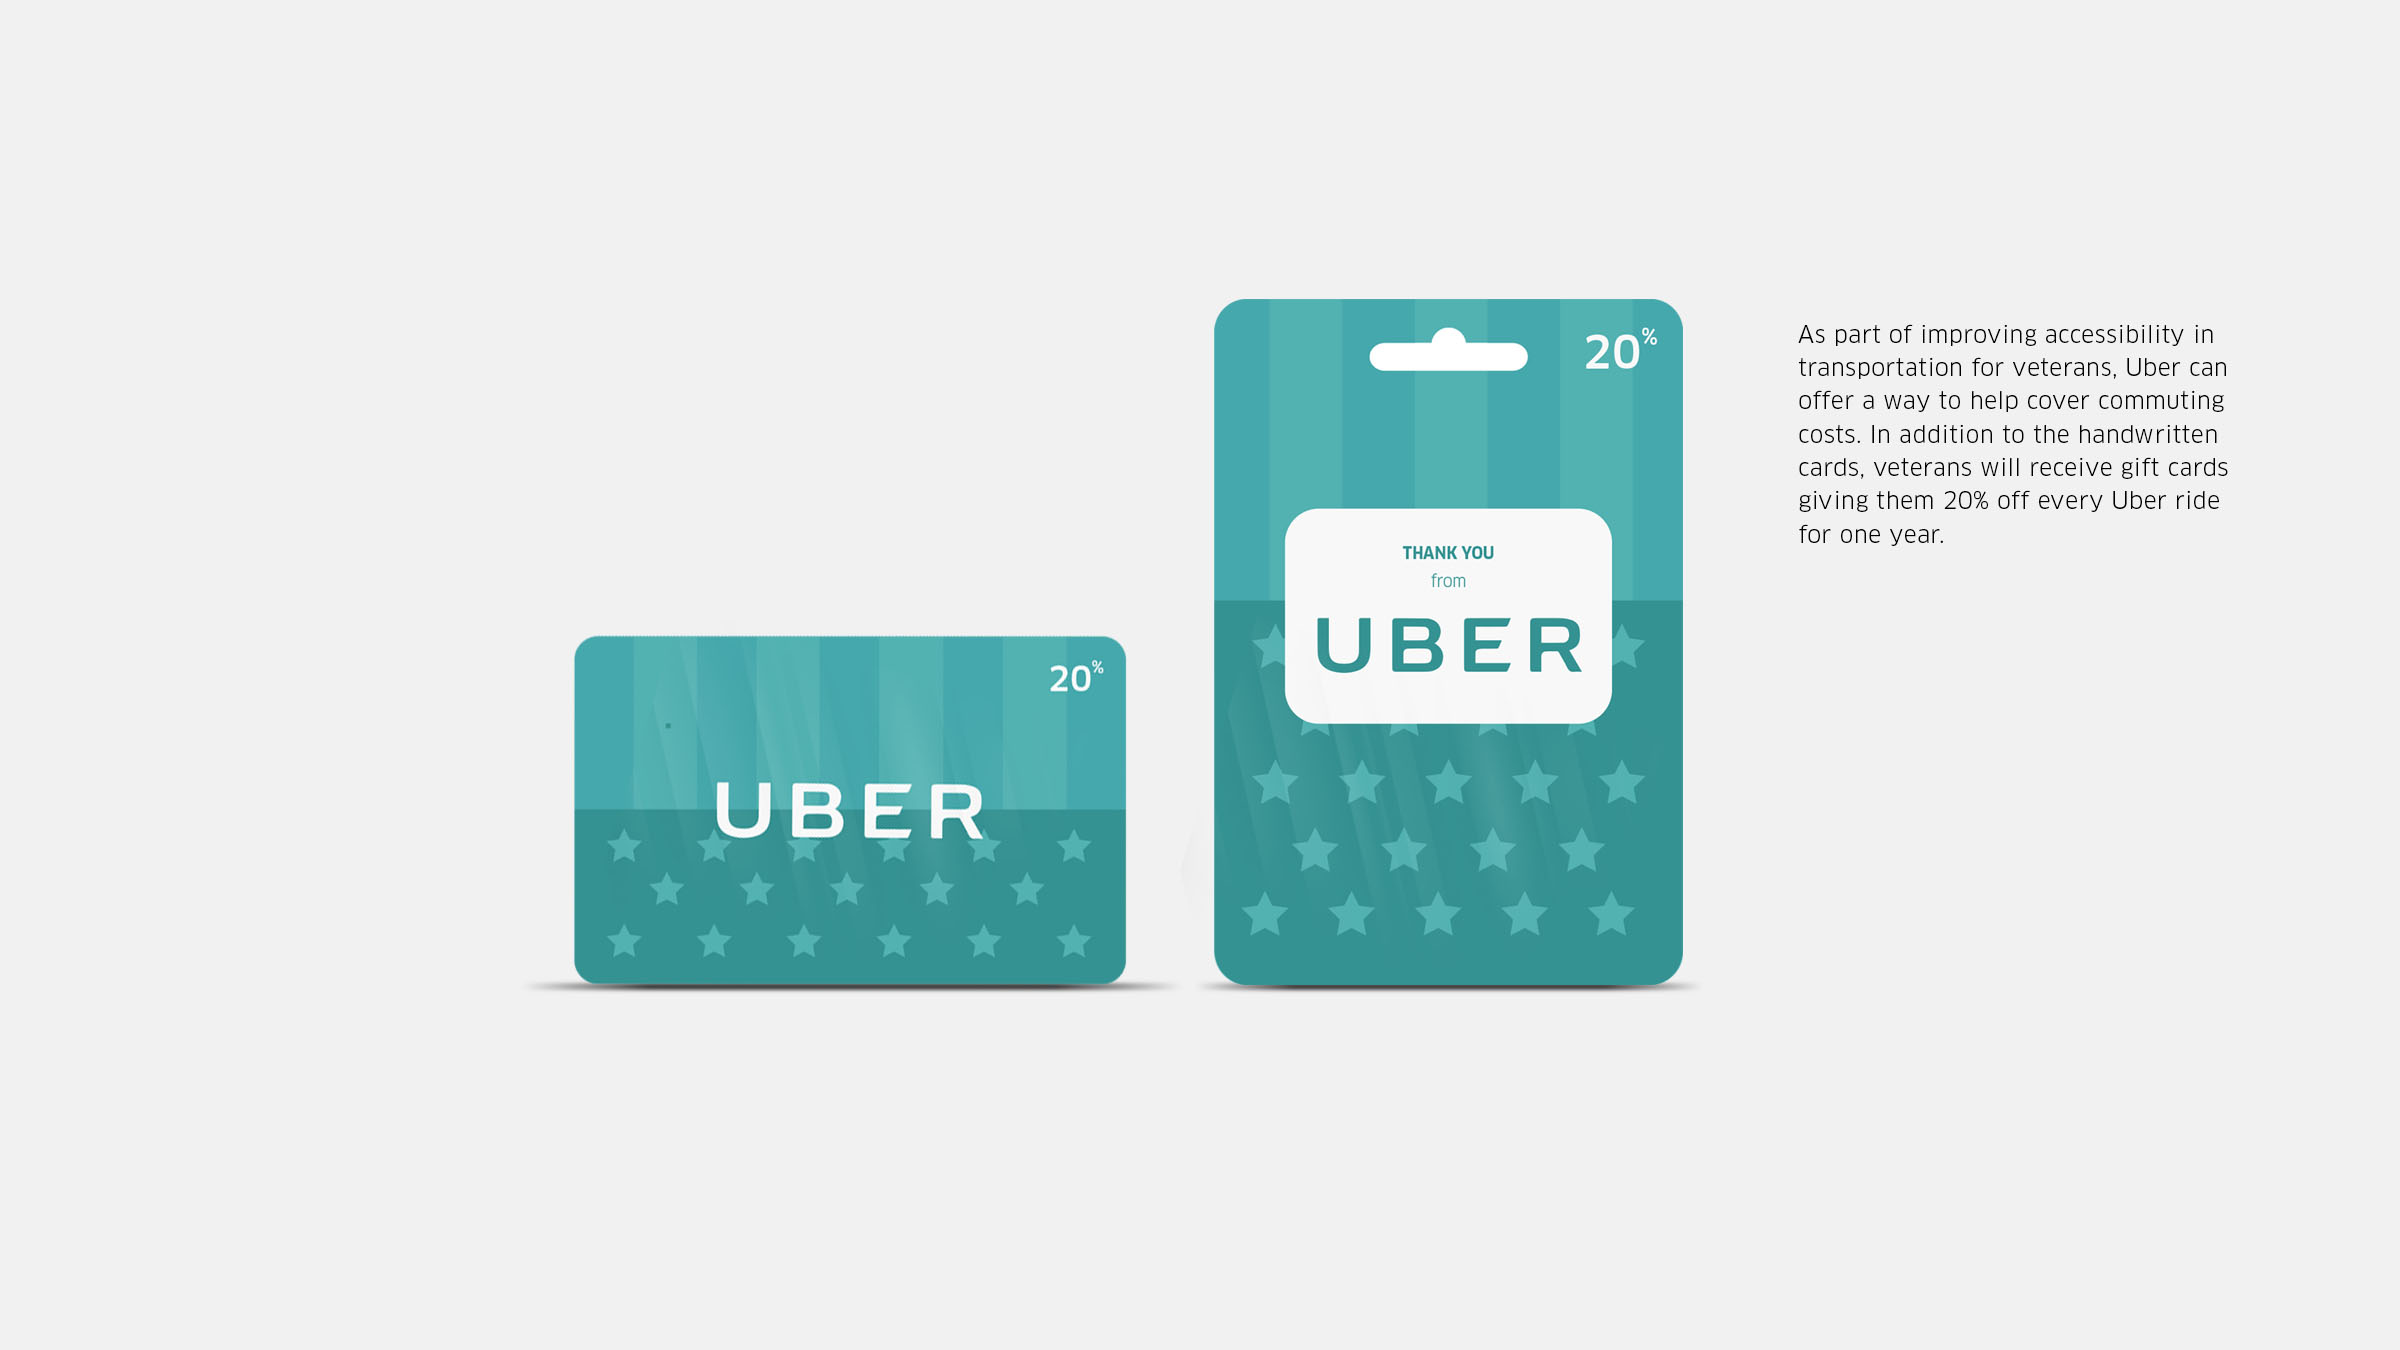 20%
UBER
20%
THANK YOU
from
UBER
As part of improving accessibility in
transportation for veterans, Uber can
offer a way to help cover commuting
costs. In addition to the handwritten
cards, veterans will receive gift cards
giving them 20% off every Uber ride
for one year.